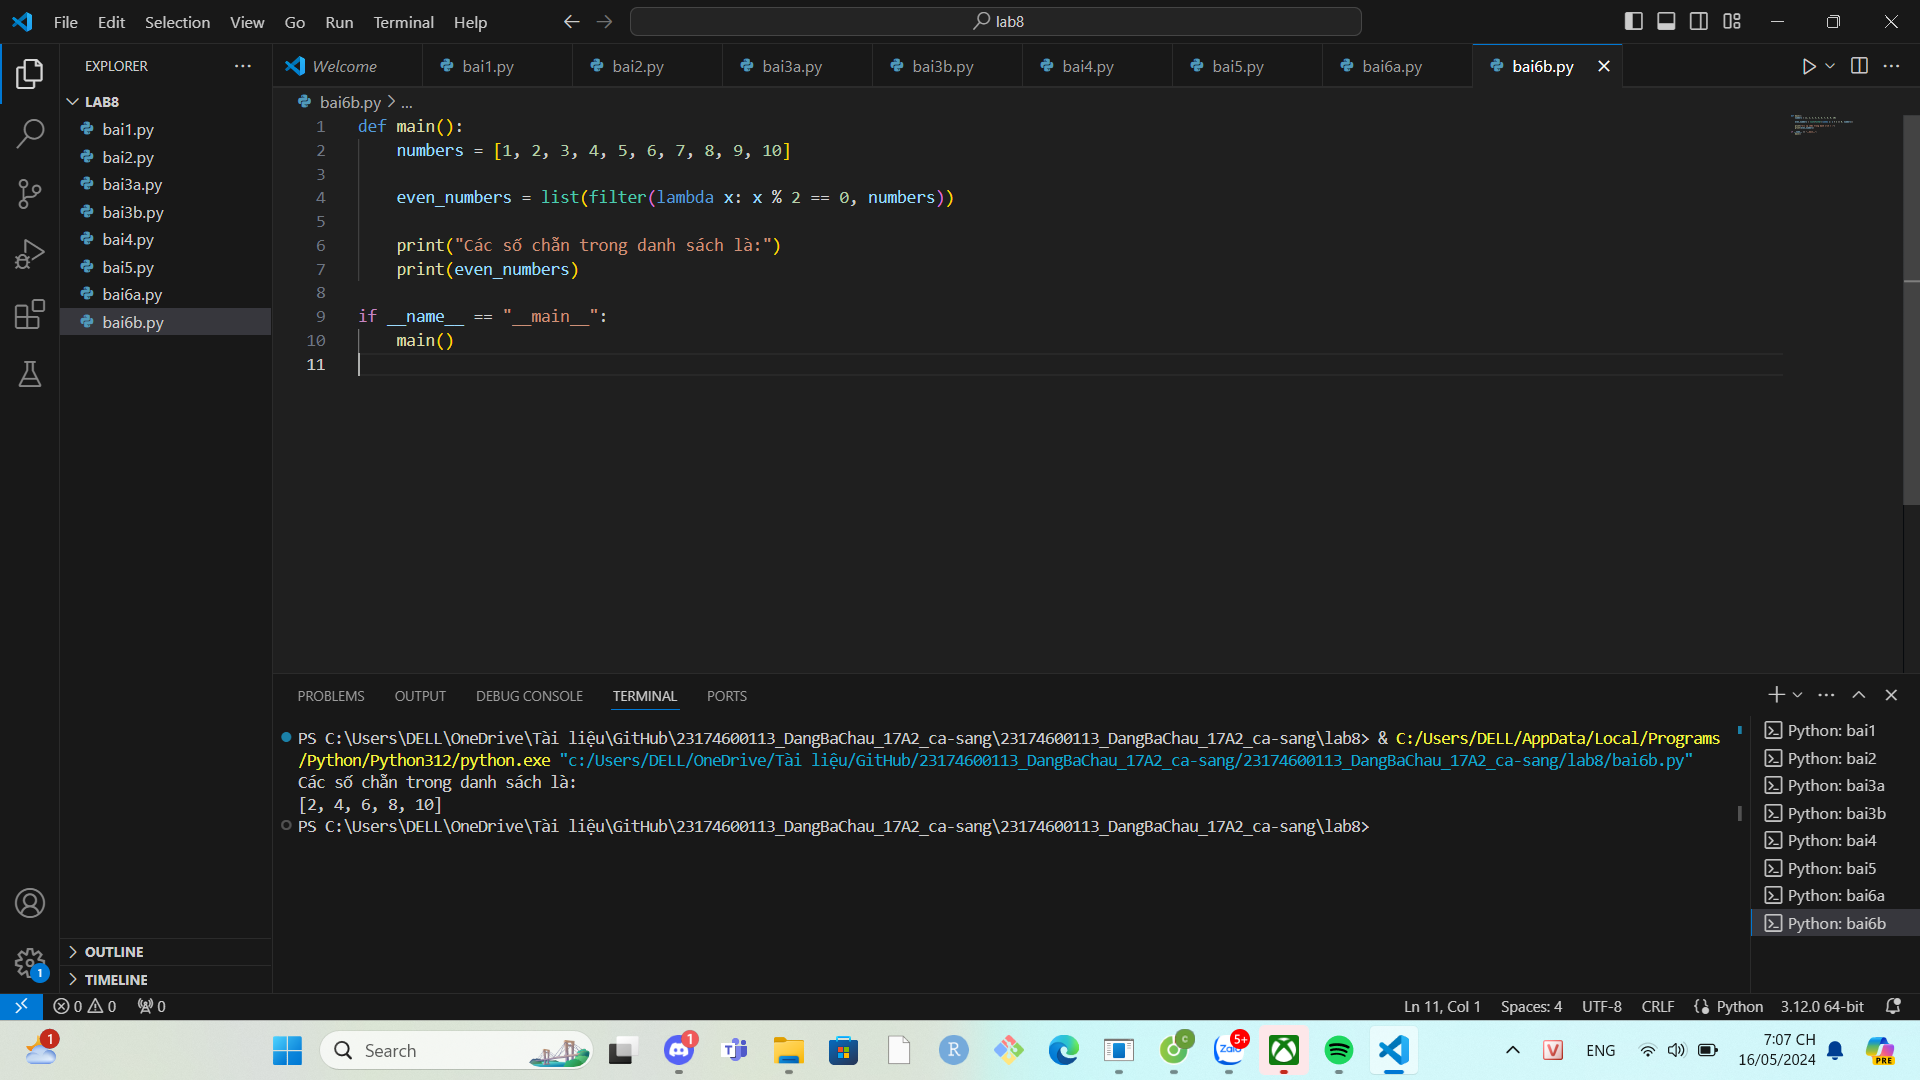 File Edit Selection View Go Run Terminal Help
lab8
EXPLORER
LAB8
bai1.py
bai2.py
bai3a.py
bai3b.py
bai4.py
bai5.py
bai6a.py
bai6b.py
OUTLINE
TIMELINE
1
Welcome bai1.py bai2.py bai3a.py bai3b.py bai4.py bai5.py bai6a.py bai6b.py
bai6b.py > ...
1 def main():
2     numbers = [1, 2, 3, 4, 5, 6, 7, 8, 9, 10]
3
4     even_numbers = list(filter(lambda x: x % 2 == 0, numbers))
5
6     print("Các số chẵn trong danh sách là:")
7     print(even_numbers)
8
9 if __name__ == "__main__":
10     main()
11
PROBLEMS OUTPUT DEBUG CONSOLE TERMINAL PORTS
PS C:\Users\DELL\OneDrive\Tài liệu\GitHub\23174600113_DangBaChau_17A2_ca-sang\23174600113_DangBaChau_17A2_ca-sang\lab8> & C:/Users/DELL/AppData/Local/Programs
/Python/Python312/python.exe "c:/Users/DELL/OneDrive/Tài liệu/GitHub/23174600113_DangBaChau_17A2_ca-sang/23174600113_DangBaChau_17A2_ca-sang/lab8/bai6b.py"
Các số chẵn trong danh sách là:
[2, 4, 6, 8, 10]
PS C:\Users\DELL\OneDrive\Tài liệu\GitHub\23174600113_DangBaChau_17A2_ca-sang\23174600113_DangBaChau_17A2_ca-sang\lab8>
Python: bai1
Python: bai2
Python: bai3a
Python: bai3b
Python: bai4
Python: bai5
Python: bai6a
Python: bai6b
0 0 0 Ln 11, Col 1 Spaces: 4 UTF-8 CRLF Python 3.12.0 64-bit
1 Search 1 T R C Zalo 5+ V ENG 7:07 CH PRE
16/05/2024